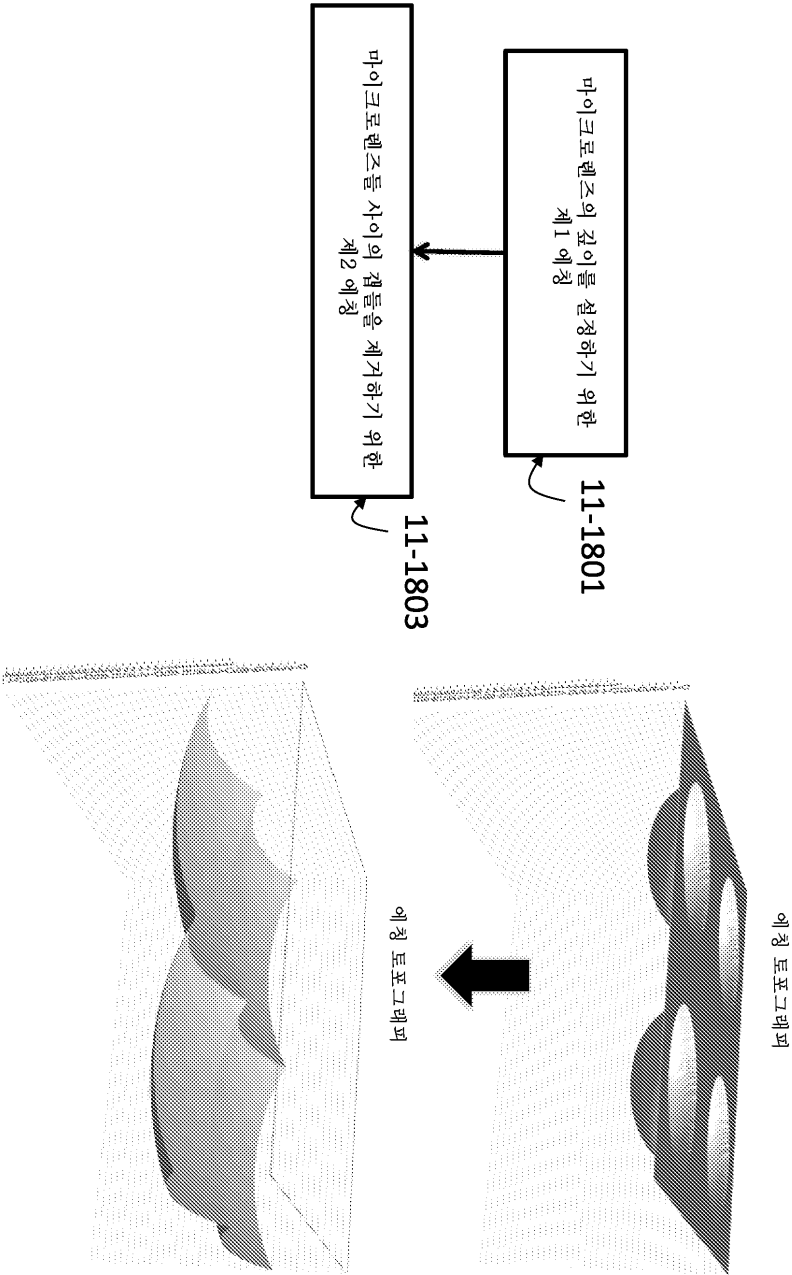 마이크로렌즈의 깊이를 설정하기 위한
제1 에칭
11-1801
마이크로렌즈들 사이의 갭들을 제거하기 위한
제2 에칭
11-1803
에칭 토포그래피
에칭 토포그래피